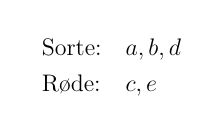 Sorte: a, b, d
Røde: c, e